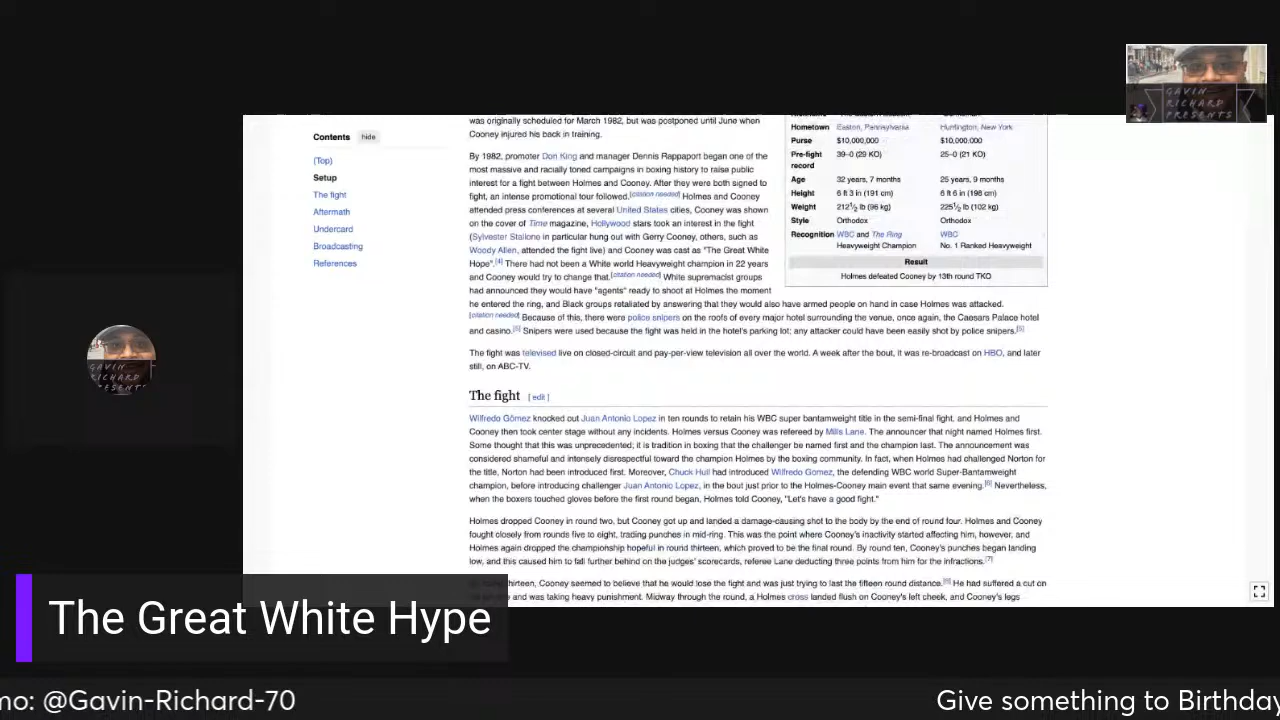 GAVIN
RICHARD
PRESENTS
Contents hide
(Top)
Setup
The fight
Aftermath
Undercard
Broadcasting
References
was originally scheduled for March 1982, but was postponed until June when
Cooney injured his back in training.
By 1982, promoter Don King and manager Dennis Rappaport began one of the
most massive and racially toned campaigns in boxing history to raise public
interest for a fight between Holmes and Cooney. After they were both signed to
fight, an intense promotional tour followed.[citation needed] Holmes and Cooney
attended press conferences at several United States cities, Cooney was shown
on the cover of Time magazine, Hollywood stars took an interest in the fight
(Sylvester Stallone in particular hung out with Gerry Cooney, others, such as
Woody Allen, attended the fight live) and Cooney was cast as "The Great White
Hope".[4] There had not been a White world Heavyweight champion in 22 years
and Cooney would try to change that.[citation needed] White supremacist groups
had announced they would have "agents" ready to shoot at Holmes the moment
he entered the ring, and Black groups retaliated by answering that they would also have armed people on hand in case Holmes was attacked.
[citation needed] Because of this, there were police snipers on the roofs of every major hotel surrounding the venue, once again, the Caesars Palace hotel
and casino.[5] Snipers were used because the fight was held in the hotel's parking lot; any attacker could have been easily shot by police snipers.[5]
The fight was televised live on closed-circuit and pay-per-view television all over the world. A week after the bout, it was re-broadcast on HBO, and later
still, on ABC-TV.
Hometown Easton, Pennsylvania Huntington, New York
Purse $10,000,000 $10,000,000
Pre-fight 39–0 (29 KO) 25–0 (21 KO)
record
Age 32 years, 7 months 25 years, 9 months
Height 6 ft 3 in (191 cm) 6 ft 6 in (198 cm)
Weight 212 1⁄2 lb (96 kg) 225 1⁄2 lb (102 kg)
Style Orthodox Orthodox
Recognition WBC and The Ring WBC
Heavyweight Champion No. 1 Ranked Heavyweight
Result
Holmes defeated Cooney by 13th round TKO
The fight [ edit ]
Wilfredo Gómez knocked out Juan Antonio Lopez in ten rounds to retain his WBC super bantamweight title in the semi-final fight, and Holmes and
Cooney then took center stage without any incidents. Holmes versus Cooney was refereed by Mills Lane. The announcer that night named Holmes first.
Some thought that this was unprecedented; it is tradition in boxing that the challenger be named first and the champion last. The announcement was
considered shameful and intensely disrespectful toward the champion Holmes by the boxing community. In fact, when Holmes had challenged Norton for
the title, Norton had been introduced first. Moreover, Chuck Hull had introduced Wilfredo Gomez, the defending WBC world Super-Bantamweight
champion, before introducing challenger Juan Antonio Lopez, in the bout just prior to the Holmes-Cooney main event that same evening.[6] Nevertheless,
when the boxers touched gloves before the first round began, Holmes told Cooney, "Let's have a good fight."
Holmes dropped Cooney in round two, but Cooney got up and landed a damage-causing shot to the body by the end of round four. Holmes and Cooney
fought closely from rounds five to eight, trading punches in mid-ring. This was the point where Cooney's inactivity started affecting him, however, and
Holmes again dropped the championship hopeful in round thirteen, which proved to be the final round. By round ten, Cooney's punches began landing
low, and this caused him to fall further behind on the judges' scorecards, referee Lane deducting three points from him for the infractions.[7]
thirteen, Cooney seemed to believe that he would lose the fight and was just trying to last the fifteen round distance.[8] He had suffered a cut on
and was taking heavy punishment. Midway through the round, a Holmes cross landed flush on Cooney's left cheek, and Cooney's legs
GAVIN
RICHARD
PRESENTS
The Great White Hype
mo: @Gavin-Richard-70
Give something to Birthday